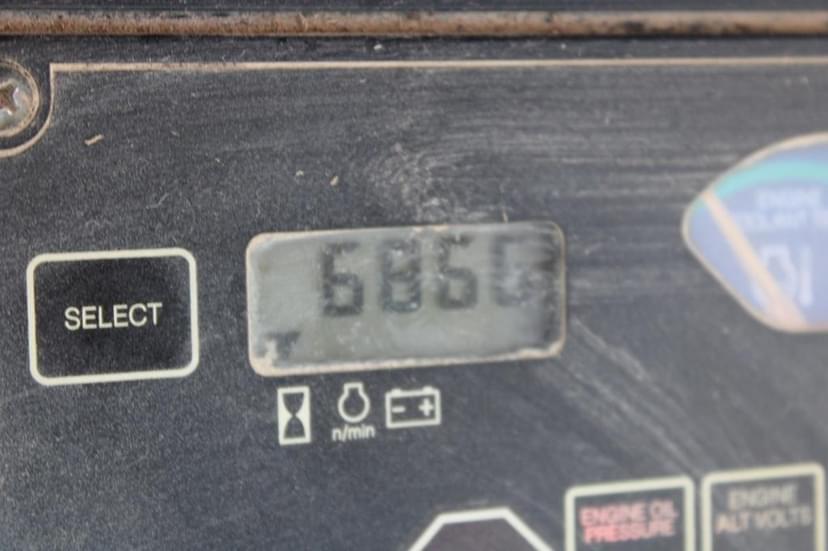 6860
SELECT
n/min
ENGINE OIL
PRESSURE
ENGINE
ALT VOLTS